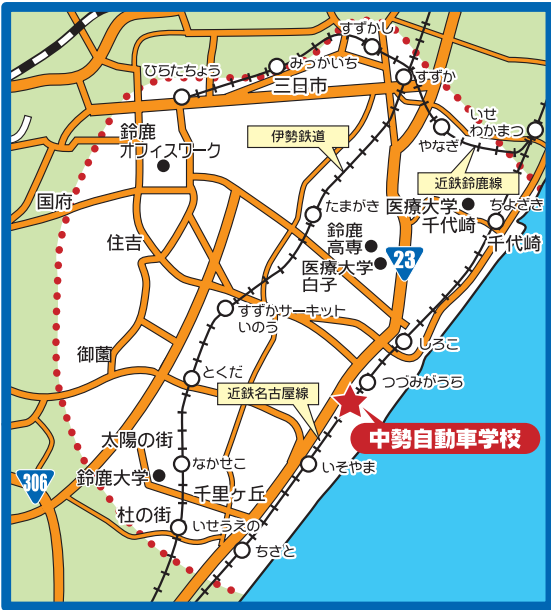 すずかし
みっかいち
ひらたちょう
すずか
三日市
いせ
わかまつ
鈴鹿
オフィスワーク
伊勢鉄道
やなぎ
近鉄鈴鹿線
国府
たまがき
医療大学
千代崎
ちよざき
住吉
鈴鹿
高専
千代崎
医療大学
白子
23
すずかサーキット
いのう
御薗
しろこ
とくだ
つづみがうら
近鉄名古屋線
中勢自動車学校
太陽の街
なかせこ
いそやま
鈴鹿大学
306
千里ヶ丘
杜の街
いせうえの
ちさと